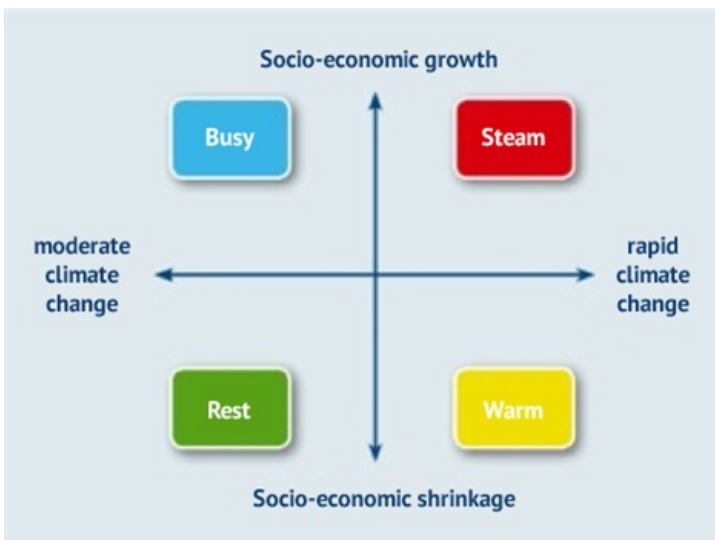 Socio-economic growth
Busy
Steam
moderate
climate
change
rapid
climate
change
Rest
Warm
Socio-economic shrinkage